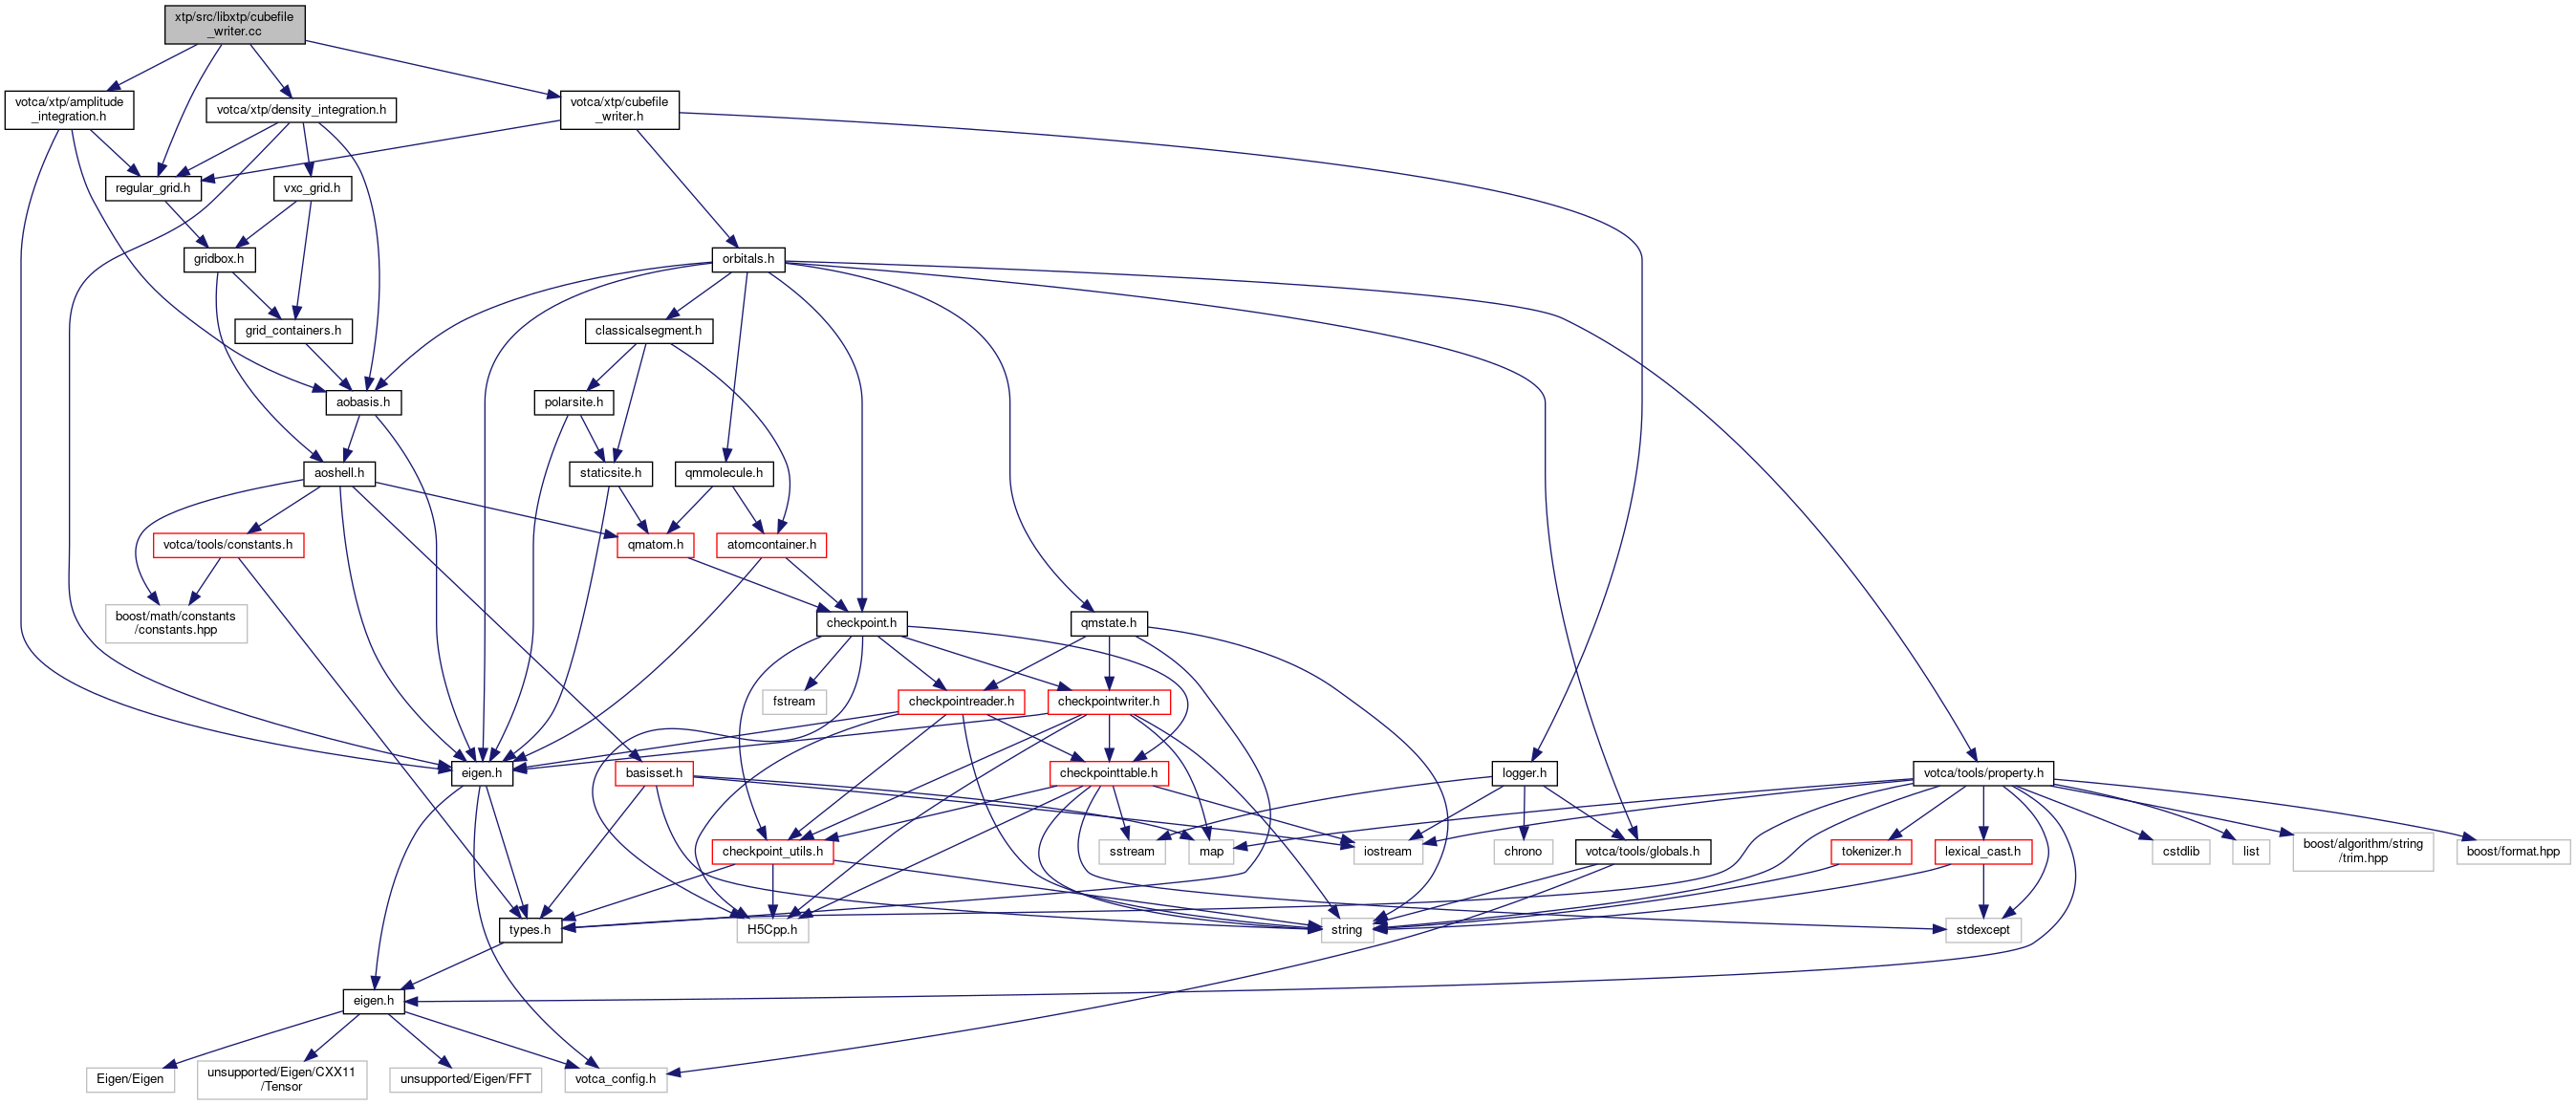 xtp/src/libxtp/cubefile
_writer.cc
votca/xtp/amplitude
_integration.h
votca/xtp/density_integration.h
votca/xtp/cubefile
_writer.h
regular_grid.h
vxc_grid.h
gridbox.h
orbitals.h
grid_containers.h
classicalsegment.h
aobasis.h
polarsite.h
aoshell.h
staticsite.h
qmmolecule.h
votca/tools/constants.h
qmatom.h
atomcontainer.h
boost/math/constants
/constants.hpp
checkpoint.h
qmstate.h
fstream
checkpointreader.h
checkpointwriter.h
eigen.h
basisset.h
checkpointtable.h
logger.h
votca/tools/property.h
checkpoint_utils.h
sstream
map
iostream
chrono
votca/tools/globals.h
tokenizer.h
lexical_cast.h
cstdlib
list
boost/algorithm/string
/trim.hpp
boost/format.hpp
types.h
H5Cpp.h
string
stdexcept
eigen.h
Eigen/Eigen
unsupported/Eigen/CXX11
/Tensor
unsupported/Eigen/FFT
votca_config.h